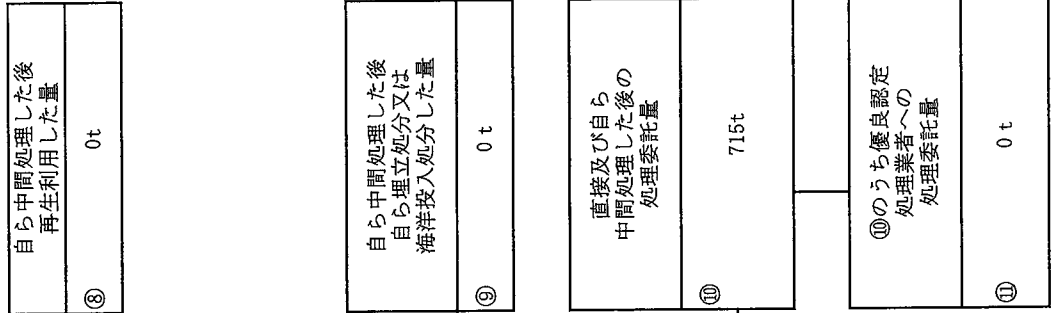 自ら中間処理した後
再生利用した量
⑧
0t
自ら中間処理した後
自ら埋立処分又は
海洋投入処分した量
⑨
0 t
直接及び自ら
中間処理した後の
処理委託量
⑩
715t
⑩のうち優良認定
処理業者への
処理委託量
⑪
0 t